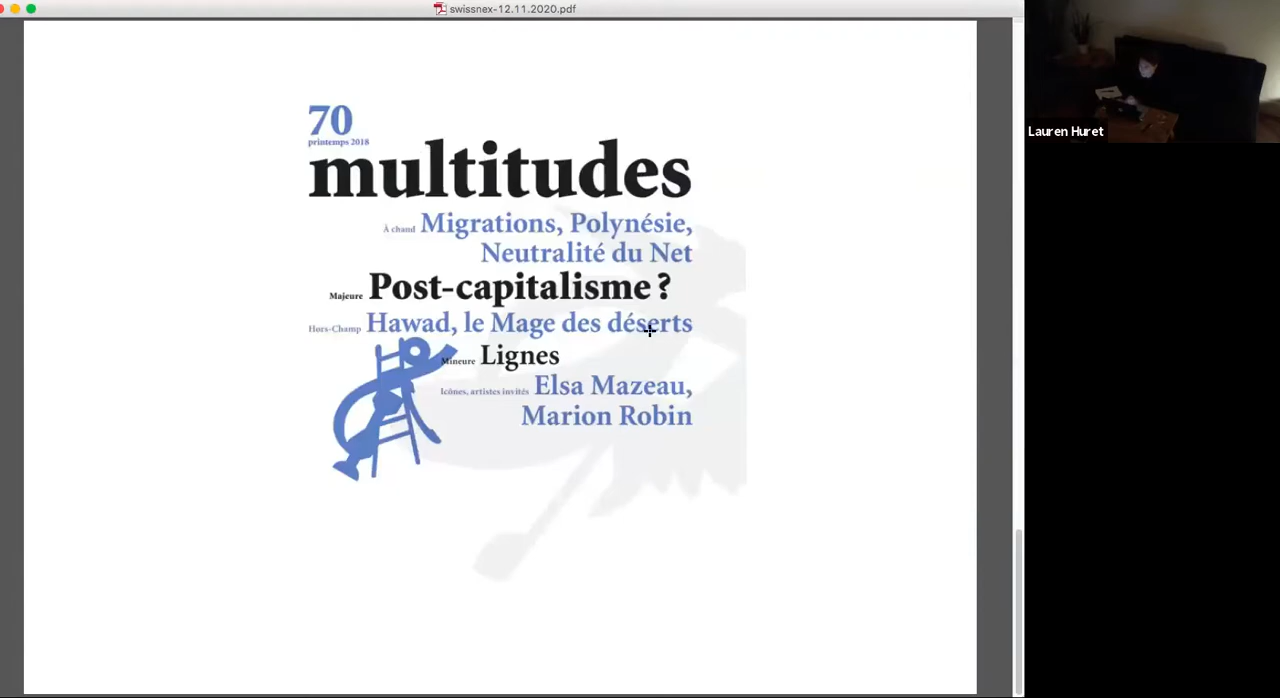 swissnex-12.11.2020.pdf
70
printemps 2018
multitudes
À chaud Migrations, Polynésie,
Neutralité du Net
Majeure Post-capitalisme ?
Hors-Champ Hawad, le Mage des déserts
Mineure Lignes
Icônes, artistes invités Elsa Mazeau,
Marion Robin
Lauren Huret